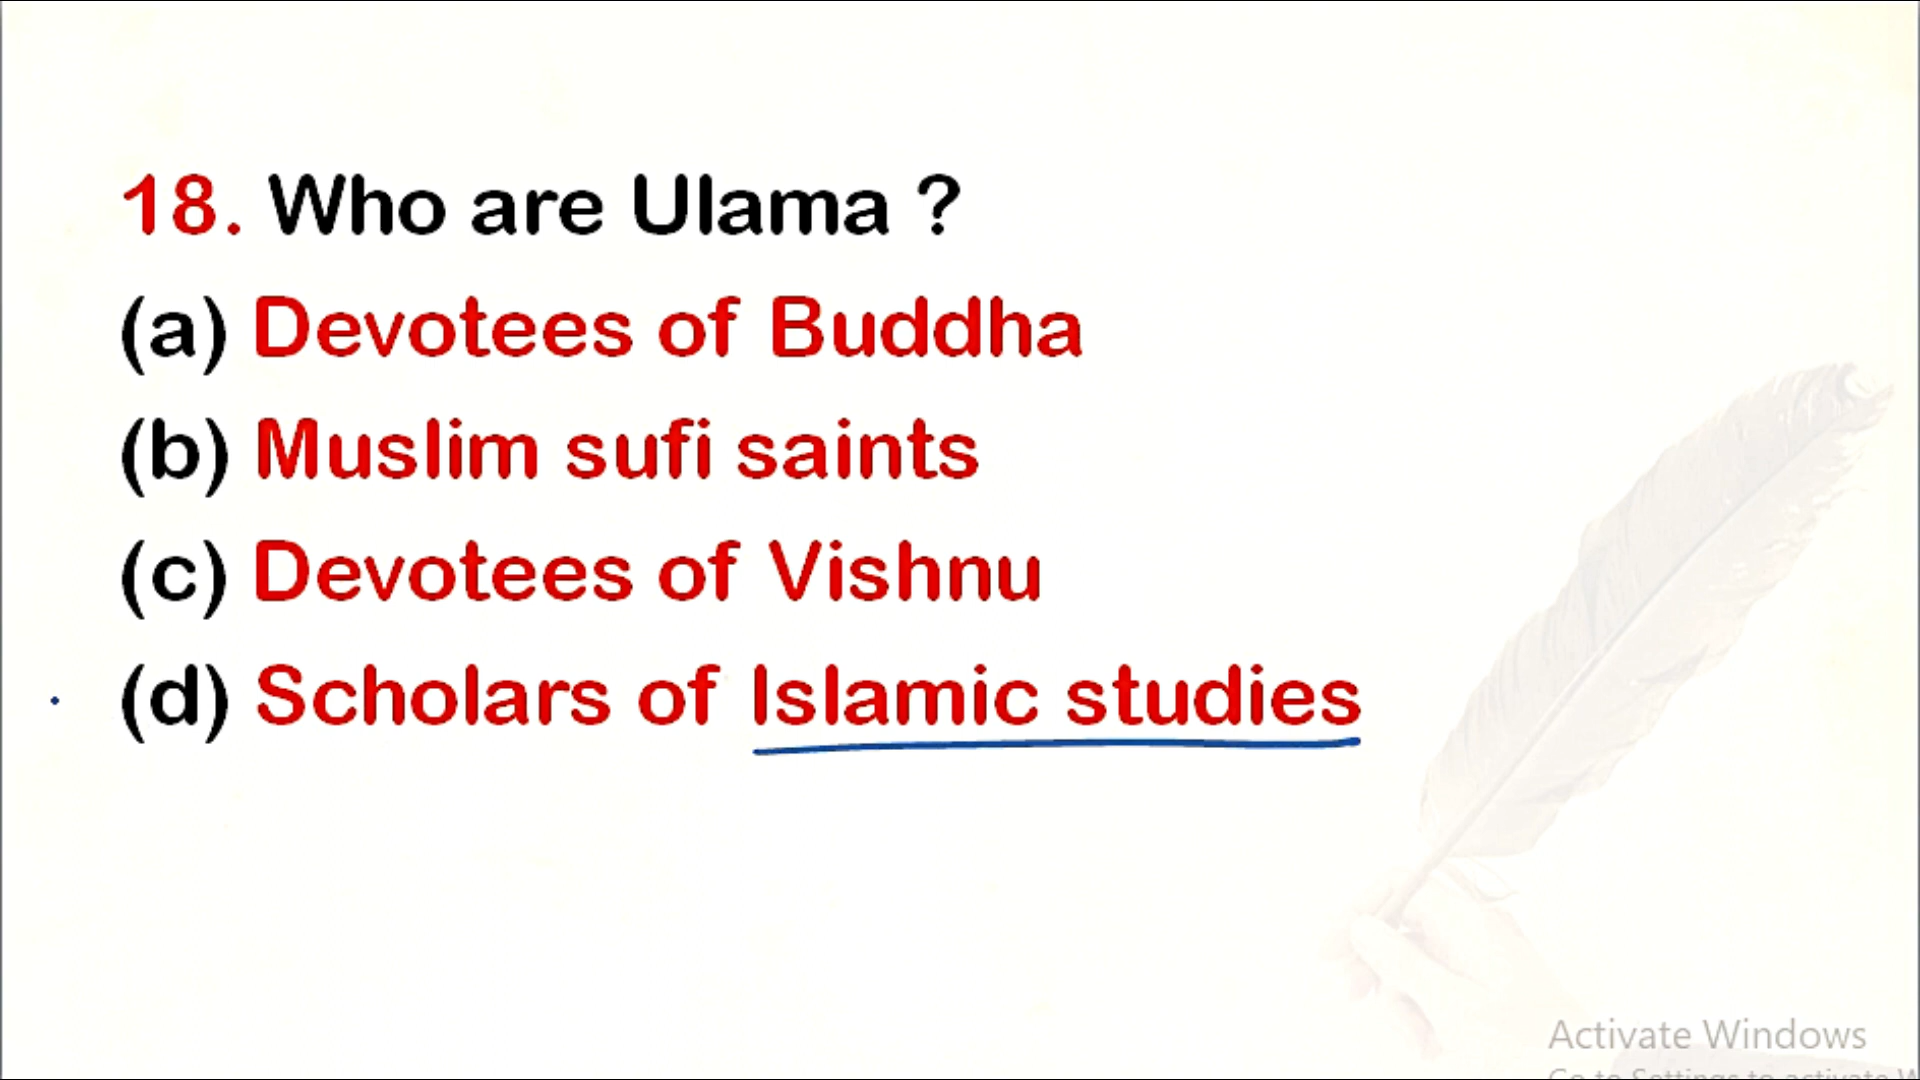 18. Who are Ulama ?
(a) Devotees of Buddha
(b) Muslim sufi saints
(c) Devotees of Vishnu
(d) Scholars of Islamic studies
Activate Windows
Go to Settings to activate W